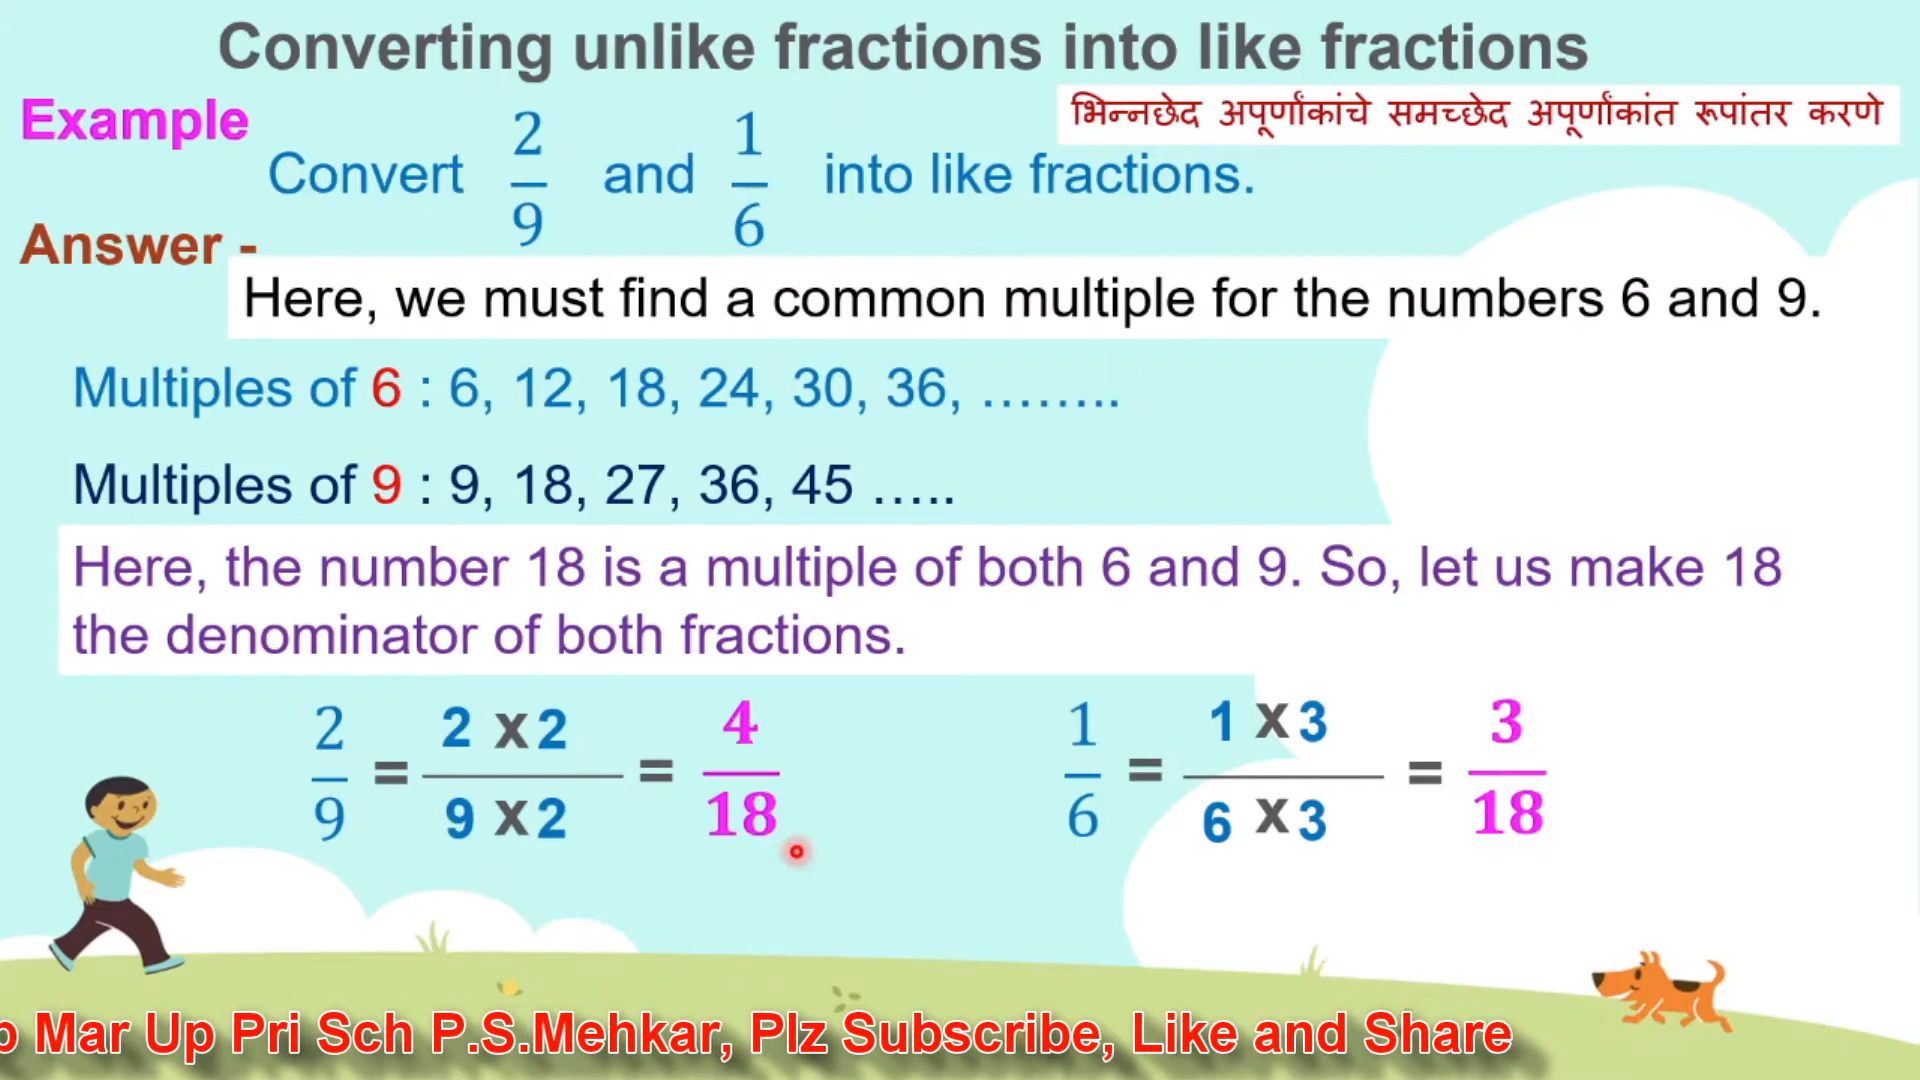 Converting unlike fractions into like fractions
Example
भिन्नछेद अपूर्णांकांचे समच्छेद अपूर्णांकांत रूपांतर करणे
Convert 2/9 and 1/6 into like fractions.
Answer -
Here, we must find a common multiple for the numbers 6 and 9.
Multiples of 6 : 6, 12, 18, 24, 30, 36, ……..
Multiples of 9 : 9, 18, 27, 36, 45 …..
Here, the number 18 is a multiple of both 6 and 9. So, let us make 18
the denominator of both fractions.
2/9 = 2 x 2 / 9 x 2 = 4/18
1/6 = 1 x 3 / 6 x 3 = 3/18
Mar Up Pri Sch P.S.Mehkar, Plz Subscribe, Like and Share